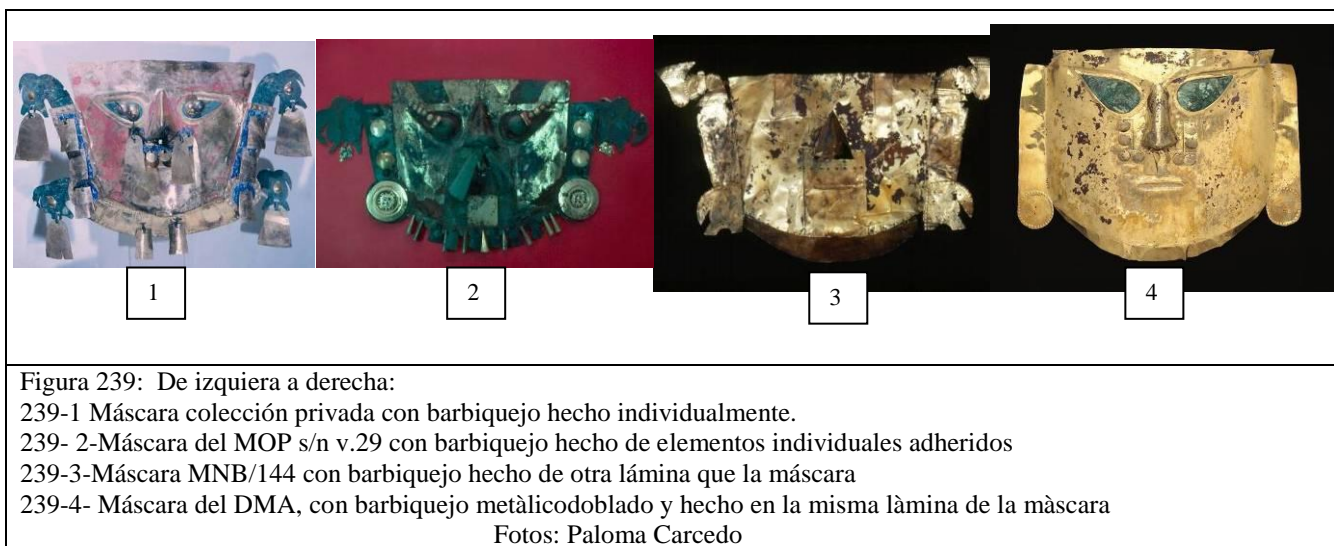 1
2
3
4
Figura 239:  De izquiera a derecha:
239-1 Máscara colección privada con barbiquejo hecho individualmente.
239- 2-Máscara del MOP s/n v.29 con barbiquejo hecho de elementos individuales adheridos
239-3-Máscara MNB/144 con barbiquejo hecho de otra lámina que la máscara
239-4- Máscara del DMA, con barbiquejo metàlicodoblado y hecho en la misma làmina de la màscara
Fotos: Paloma Carcedo